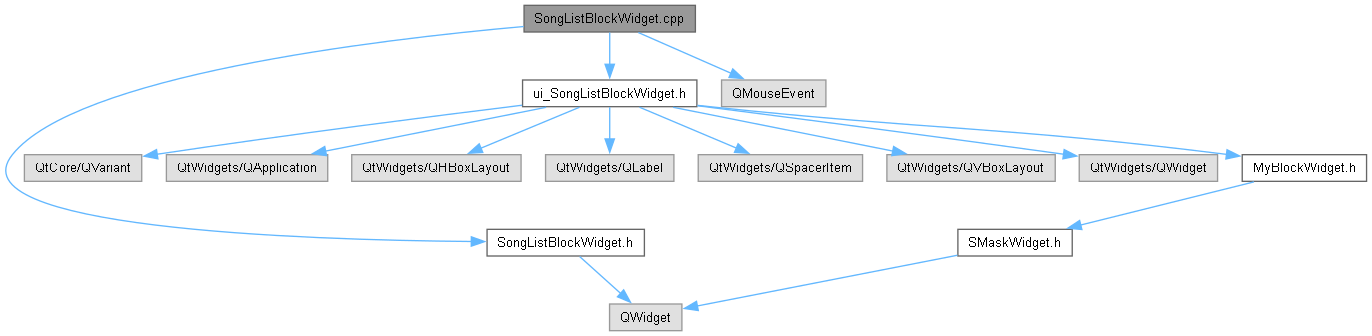 SongListBlockWidget.cpp
ui_SongListBlockWidget.h
QMouseEvent
QtCore/QVariant
QtWidgets/QApplication
QtWidgets/QHBoxLayout
QtWidgets/QLabel
QtWidgets/QSpacerItem
QtWidgets/QVBoxLayout
QtWidgets/QWidget
MyBlockWidget.h
SongListBlockWidget.h
SMaskWidget.h
QWidget